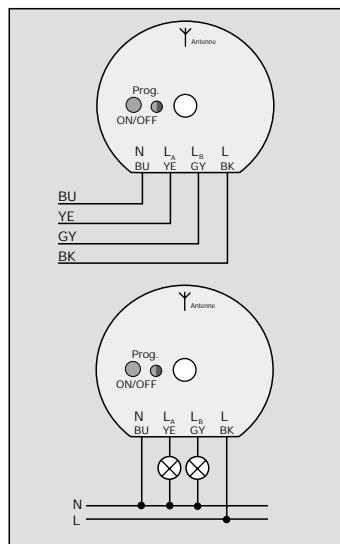 Antenne
Prog.
ON/OFF
N L_A L_B L
BU YE GY BK
BU
YE
GY
BK
Antenne
Prog.
ON/OFF
N L_A L_B L
BU YE GY BK
N
L